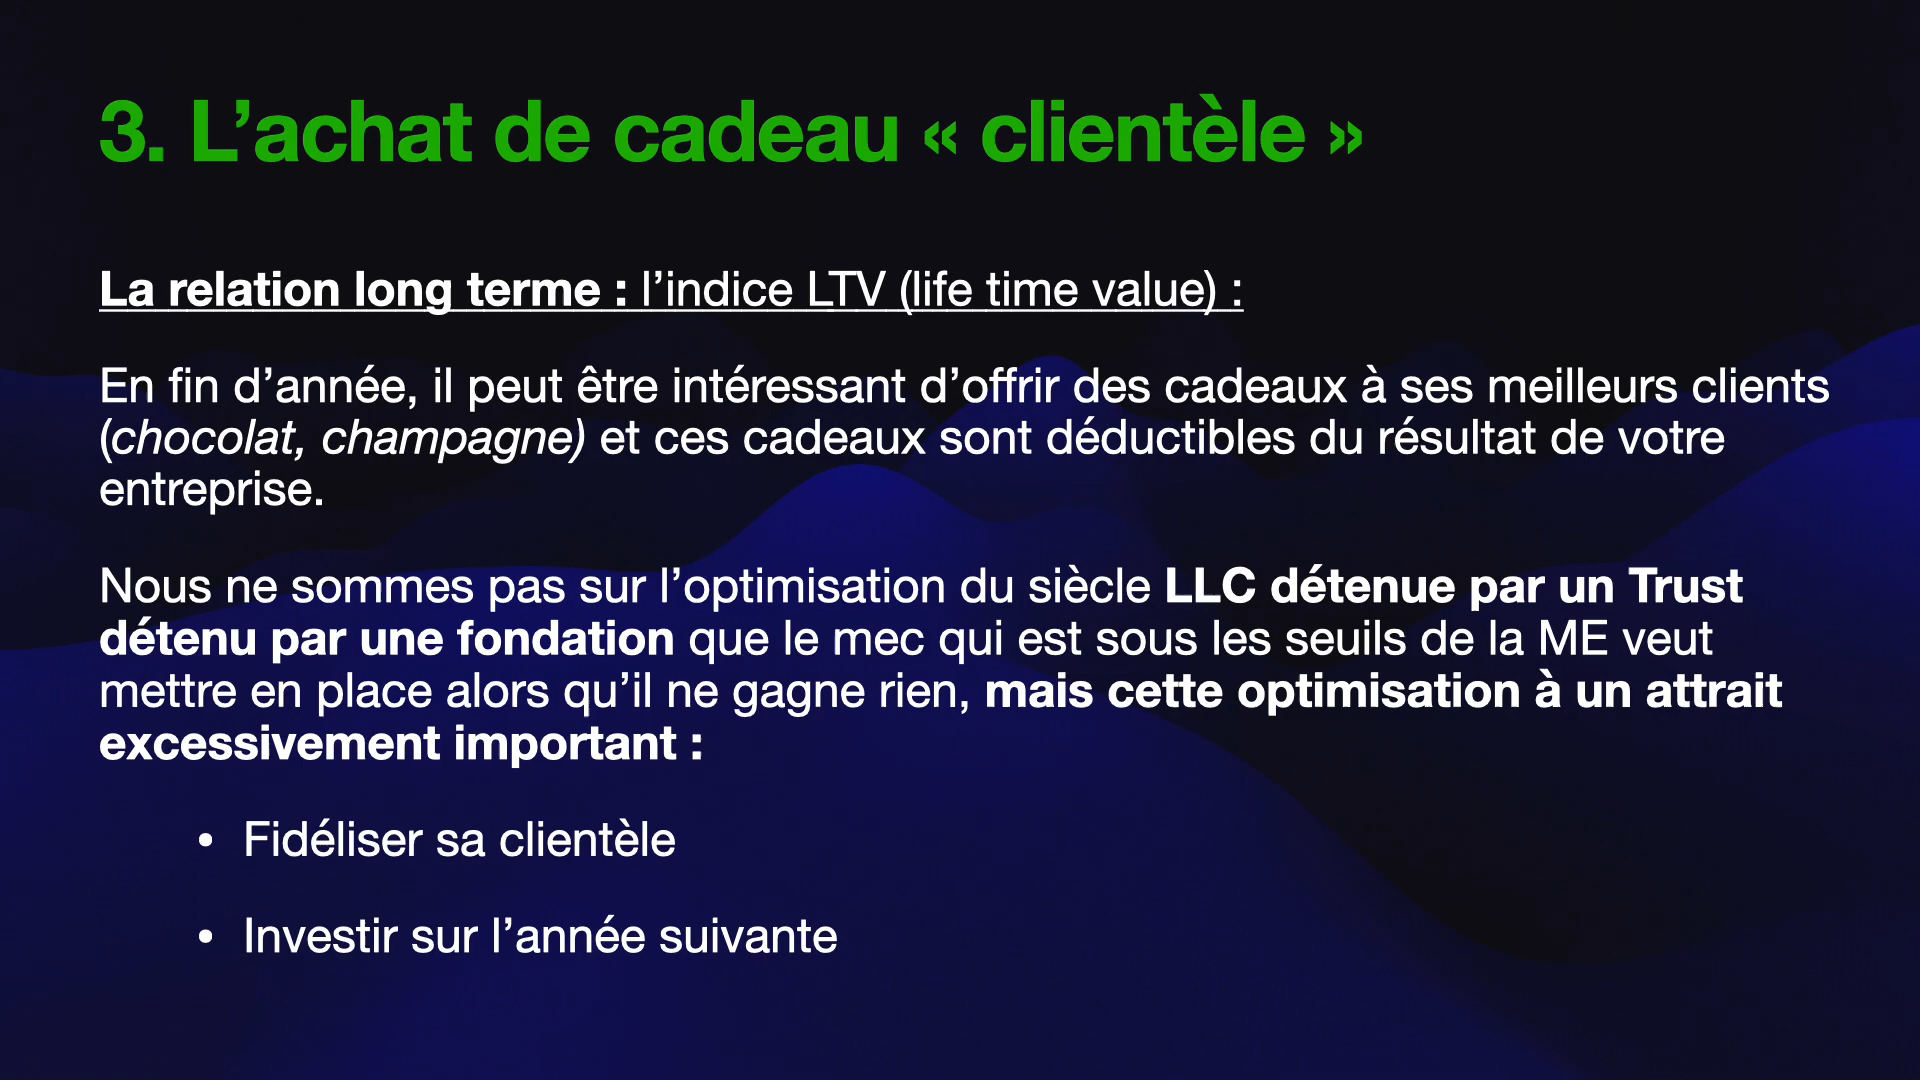 3. L’achat de cadeau « clientèle »
La relation long terme : l’indice LTV (life time value) :
En fin d’année, il peut être intéressant d’offrir des cadeaux à ses meilleurs clients
(chocolat, champagne) et ces cadeaux sont déductibles du résultat de votre
entreprise.
Nous ne sommes pas sur l’optimisation du siècle LLC détenue par un Trust
détenu par une fondation que le mec qui est sous les seuils de la ME veut
mettre en place alors qu’il ne gagne rien, mais cette optimisation à un attrait
excessivement important :
• Fidéliser sa clientèle
• Investir sur l’année suivante